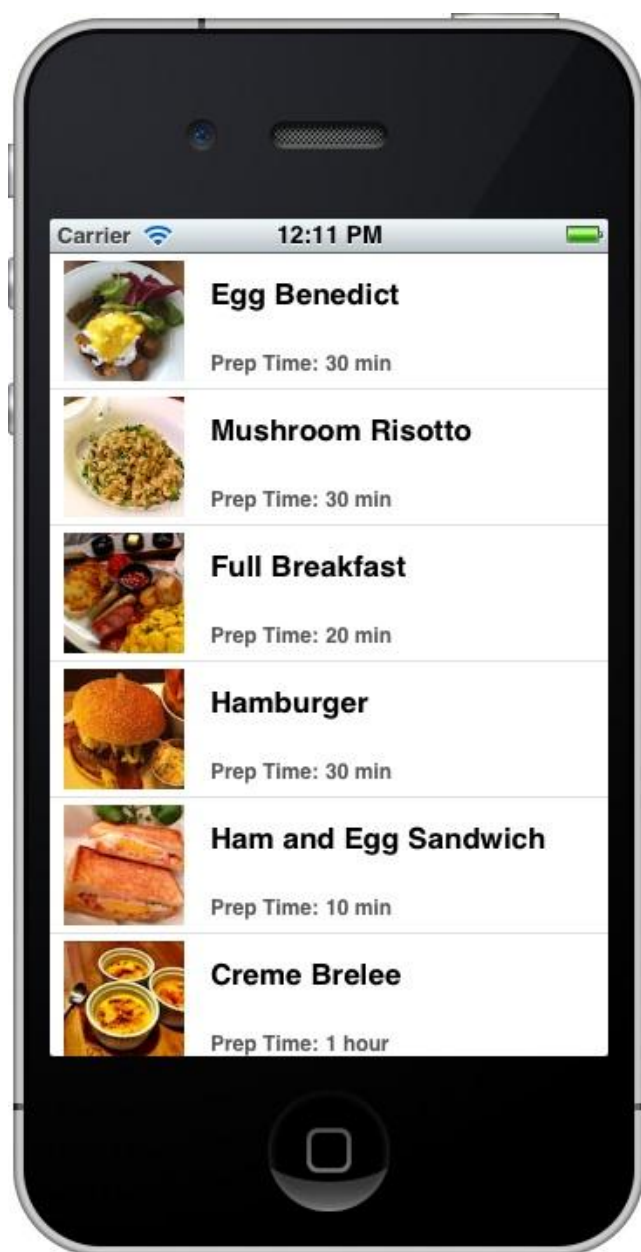 Carrier 12:11 PM
Egg Benedict
Prep Time: 30 min
Mushroom Risotto
Prep Time: 30 min
Full Breakfast
Prep Time: 20 min
Hamburger
Prep Time: 30 min
Ham and Egg Sandwich
Prep Time: 10 min
Creme Brelee
Prep Time: 1 hour